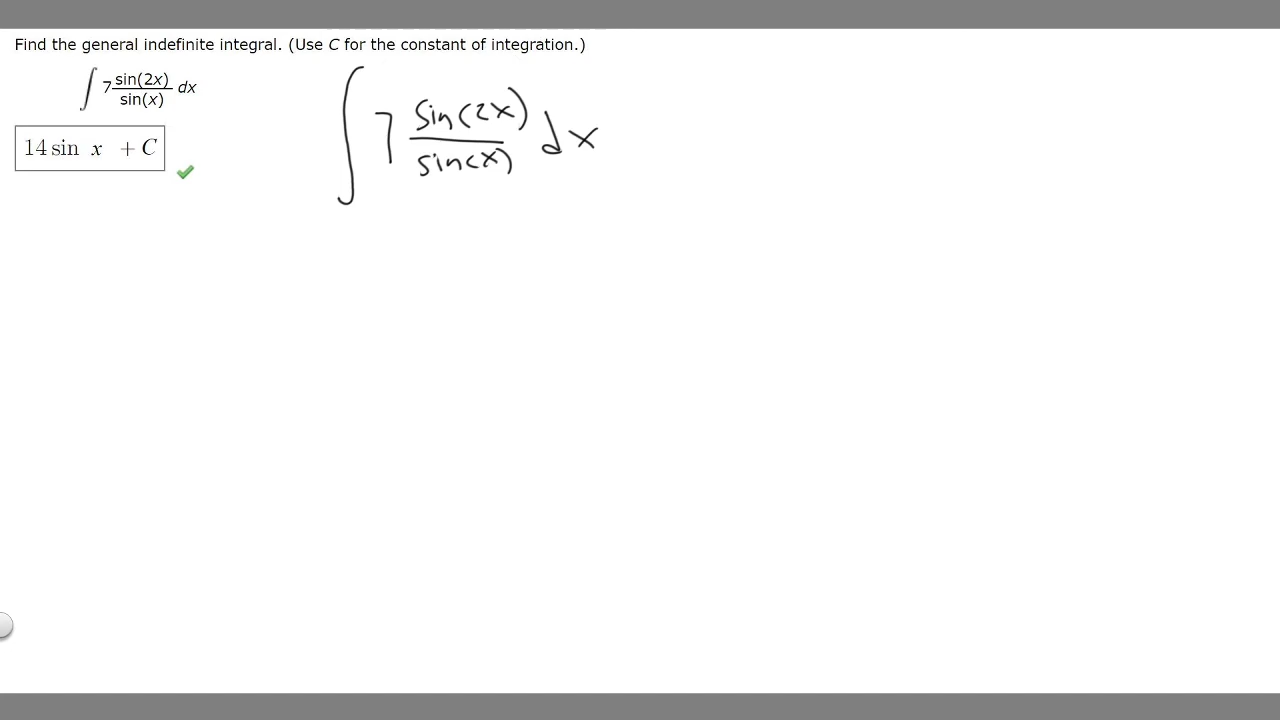 Find the general indefinite integral. (Use C for the constant of integration.)
∫ 7 sin(2x)/sin(x) dx
14 sin x + C
∫ 7 sin(2x)/sin(x) dx